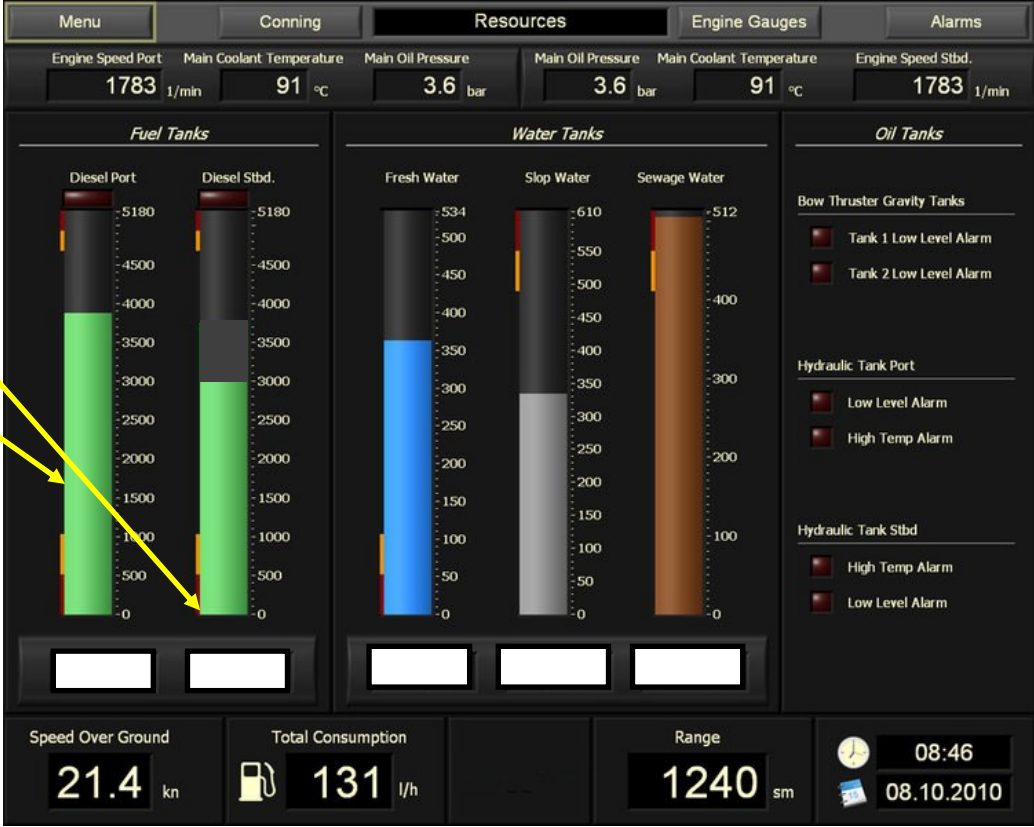 Menu
Conning
Resources
Engine Gauges
Alarms
Engine Speed Port
Main Coolant Temperature
Main Oil Pressure
Main Oil Pressure
Main Coolant Temperature
Engine Speed Stbd.
1783 1/min
91 °C
3.6 bar
3.6 bar
91 °C
1783 1/min
Fuel Tanks
Diesel Port
Diesel Stbd.
5180
4500
4000
3500
3000
2500
2000
1500
1000
500
0
5180
4500
4000
3500
3000
2500
2000
1500
1000
500
0
Water Tanks
Fresh Water
Slop Water
Sewage Water
534
500
450
400
350
300
250
200
150
100
50
0
610
550
500
450
400
350
300
250
200
150
100
50
0
512
400
300
200
100
0
Oil Tanks
Bow Thruster Gravity Tanks
Tank 1 Low Level Alarm
Tank 2 Low Level Alarm
Hydraulic Tank Port
Low Level Alarm
High Temp Alarm
Hydraulic Tank Stbd
High Temp Alarm
Low Level Alarm
Speed Over Ground
21.4 kn
Total Consumption
131 l/h
Range
1240 sm
08:46
15
08.10.2010